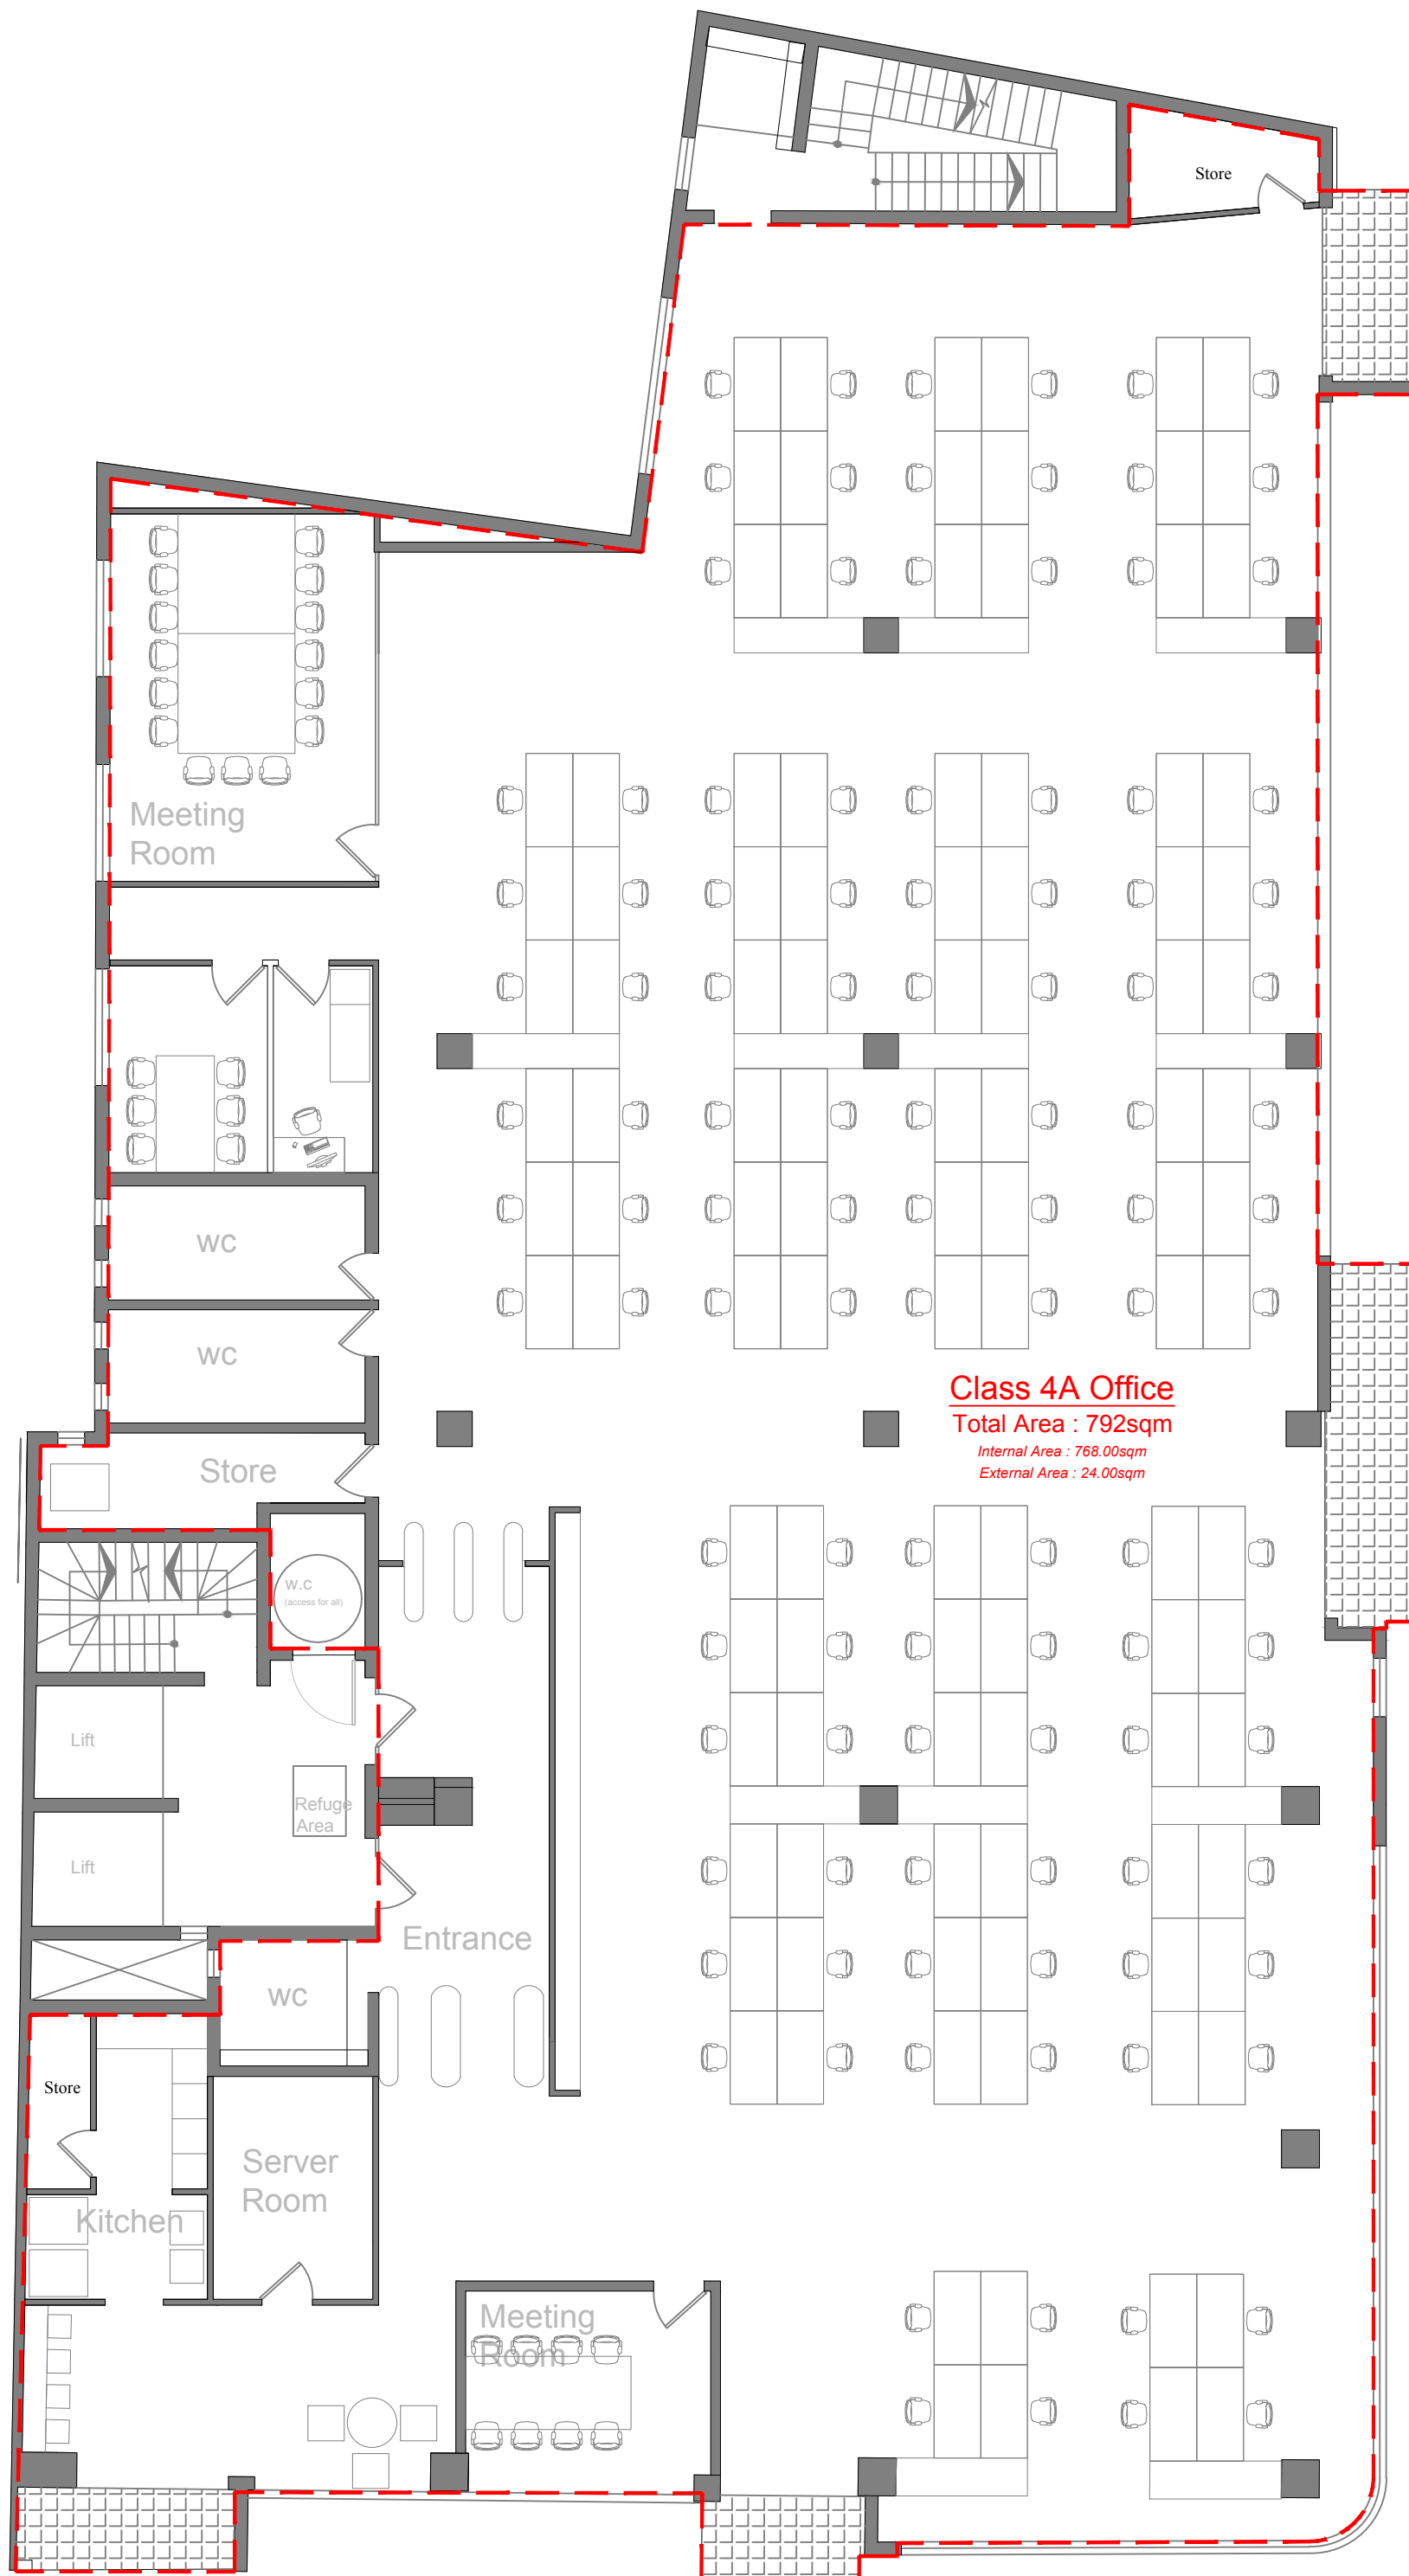 Store
Meeting
Room
wc
wc
Class 4A Office
Total Area : 792sqm
Internal Area : 768.00sqm
External Area : 24.00sqm
Store
w.c
(access for all)
Lift
Refuge
Area
Lift
Entrance
wc
Store
Server
Room
Kitchen
Meeting
Room